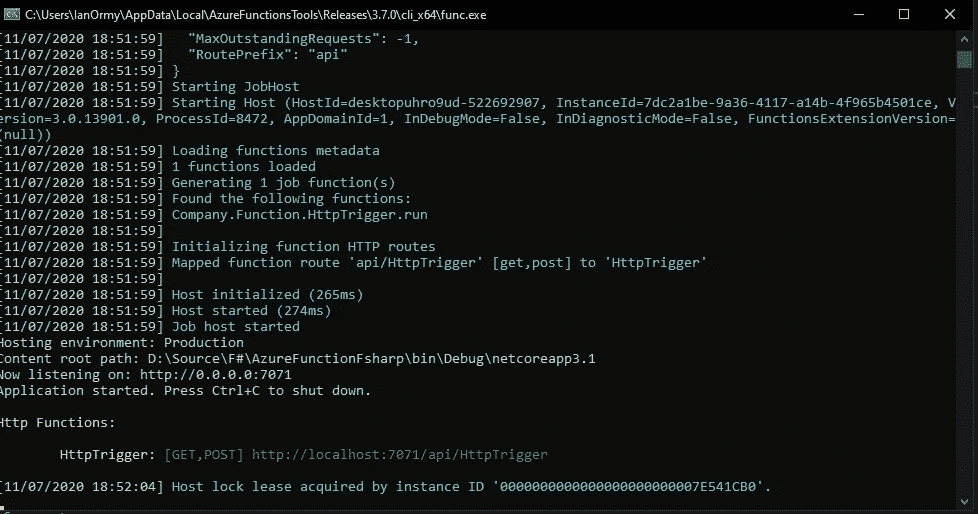 C:\Users\IanOrmy\AppData\Local\AzureFunctionsTools\Releases\3.7.0\cli_x64\func.exe
[11/07/2020 18:51:59]   "MaxOutstandingRequests": -1,
[11/07/2020 18:51:59]   "RoutePrefix": "api"
[11/07/2020 18:51:59] }
[11/07/2020 18:51:59] Starting JobHost
[11/07/2020 18:51:59] Starting Host (HostId=desktopuhro9ud-522692907, InstanceId=7dc2a1be-9a36-4117-a14b-4f965b4501ce, V
ersion=3.0.13901.0, ProcessId=8472, AppDomainId=1, InDebugMode=False, InDiagnosticMode=False, FunctionsExtensionVersion=
(null))
[11/07/2020 18:51:59] Loading functions metadata
[11/07/2020 18:51:59] 1 functions loaded
[11/07/2020 18:51:59] Generating 1 job function(s)
[11/07/2020 18:51:59] Found the following functions:
[11/07/2020 18:51:59] Company.Function.HttpTrigger.run
[11/07/2020 18:51:59]
[11/07/2020 18:51:59] Initializing function HTTP routes
[11/07/2020 18:51:59] Mapped function route 'api/HttpTrigger' [get,post] to 'HttpTrigger'
[11/07/2020 18:51:59]
[11/07/2020 18:51:59] Host initialized (265ms)
[11/07/2020 18:51:59] Host started (274ms)
[11/07/2020 18:51:59] Job host started
Hosting environment: Production
Content root path: D:\Source\F#\AzureFunctionFsharp\bin\Debug\netcoreapp3.1
Now listening on: http://0.0.0.0:7071
Application started. Press Ctrl+C to shut down.
Http Functions:
HttpTrigger: [GET,POST] http://localhost:7071/api/HttpTrigger
[11/07/2020 18:52:04] Host lock lease acquired by instance ID '0000000000000000000000007E541CB0'.